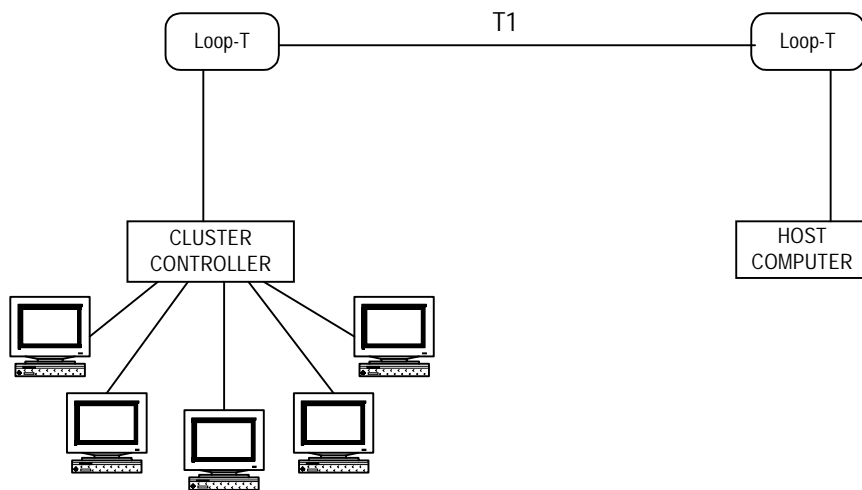 Loop-T
T1
Loop-T
CLUSTER
CONTROLLER
HOST
COMPUTER